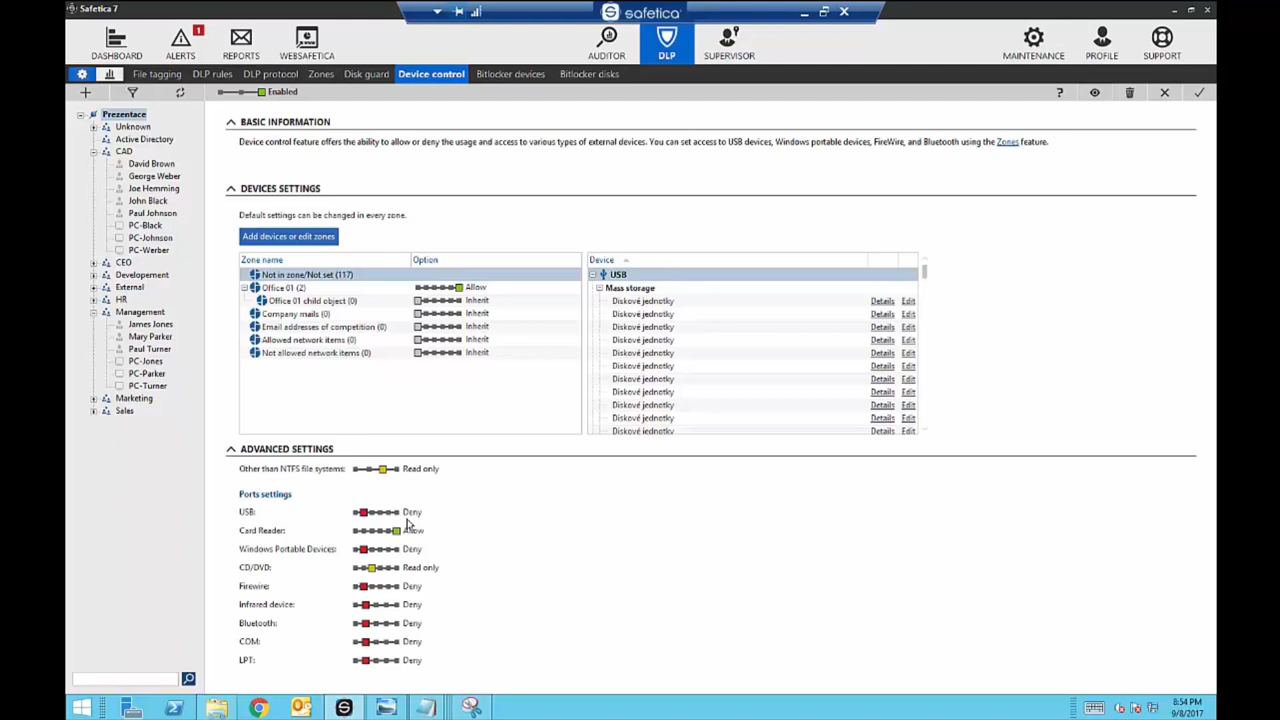 Safetica 7
safetica
DASHBOARD
ALERTS
1
REPORTS
WEBSAFETICA
AUDITOR
DLP
SUPERVISOR
MAINTENANCE
PROFILE
SUPPORT
File tagging DLP rules DLP protocol Zones Disk guard Device control Bitlocker devices Bitlocker disks
Enabled
?
Prezentace
Unknown
Active Directory
CAD
David Brown
George Weber
Joe Hemming
John Black
Paul Johnson
PC-Black
PC-Johnson
PC-Werber
CEO
Developement
External
HR
Management
James Jones
Mary Parker
Paul Turner
PC-Jones
PC-Parker
PC-Turner
Marketing
Sales
BASIC INFORMATION
Device control feature offers the ability to allow or deny the usage and access to various types of external devices. You can set access to USB devices, Windows portable devices, FireWire, and Bluetooth using the Zones feature.
DEVICES SETTINGS
Default settings can be changed in every zone.
Add devices or edit zones
Zone name Option
Not in zone/Not set (117)
Office 01 (2) Allow
Office 01 child object (0) Inherit
Company mails (0) Inherit
Email addresses of competition (0) Inherit
Allowed network items (0) Inherit
Not allowed network items (0) Inherit
Device
USB
Mass storage
Diskové jednotky Details Edit
Diskové jednotky Details Edit
Diskové jednotky Details Edit
Diskové jednotky Details Edit
Diskové jednotky Details Edit
Diskové jednotky Details Edit
Diskové jednotky Details Edit
Diskové jednotky Details Edit
Diskové jednotky Details Edit
Diskové jednotky Details Edit
Diskové jednotky Details Edit
ADVANCED SETTINGS
Other than NTFS file systems: Read only
Ports settings
USB: Deny
Card Reader: Allow
Windows Portable Devices: Deny
CD/DVD: Read only
Firewire: Deny
Infrared device: Deny
Bluetooth: Deny
COM: Deny
LPT: Deny
8:54 PM
9/8/2017